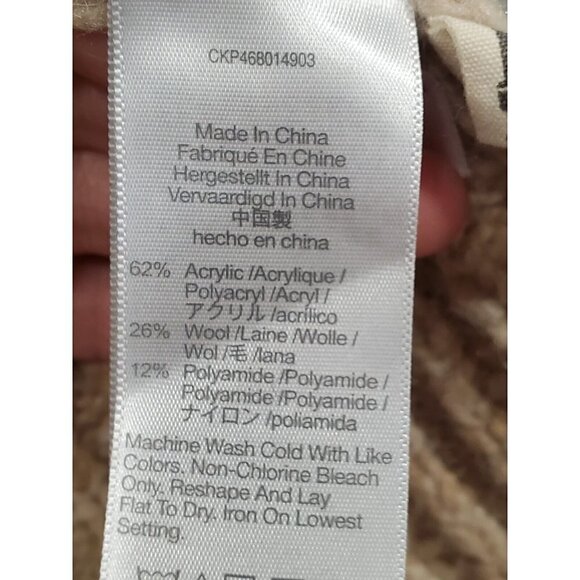 CKP468014903
Made In China
Fabriqué En Chine
Hergestellt In China
Vervaardigd In China
中国製
hecho en china
62% Acrylic /Acrylique /
Polyacryl /Acryl /
アクリル /acrílico
26% Wool /Laine /Wolle /
Wol /毛 /lana
12% Polyamide /Polyamide /
Polyamide /Polyamide /
ナイロン /poliamida
Machine Wash Cold With Like
Colors. Non-Chlorine Bleach
Only. Reshape And Lay
Flat To Dry. Iron On Lowest
Setting.